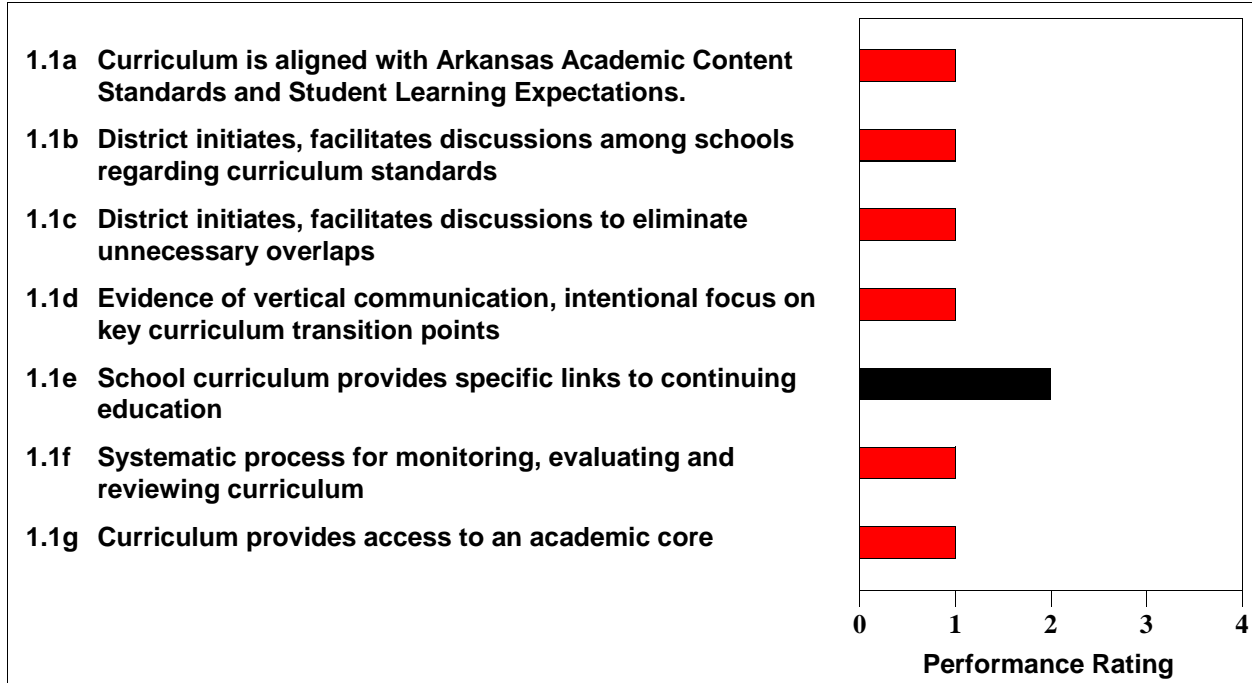 1.1a Curriculum is aligned with Arkansas Academic Content
Standards and Student Learning Expectations.
1.1b District initiates, facilitates discussions among schools
regarding curriculum standards
1.1c District initiates, facilitates discussions to eliminate
unnecessary overlaps
1.1d Evidence of vertical communication, intentional focus on
key curriculum transition points
1.1e School curriculum provides specific links to continuing
education
1.1f Systematic process for monitoring, evaluating and
reviewing curriculum
1.1g Curriculum provides access to an academic core
0 1 2 3 4
Performance Rating